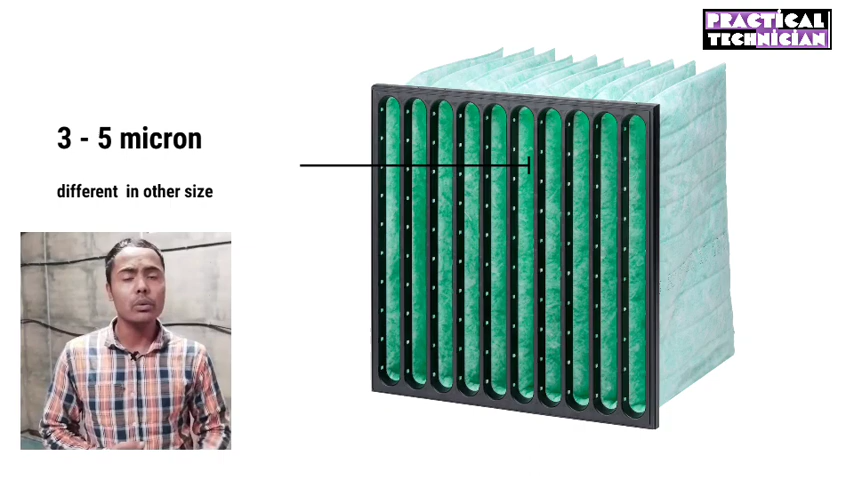 PRACTICAL
TECHNICIAN
3 - 5 micron
different in other size